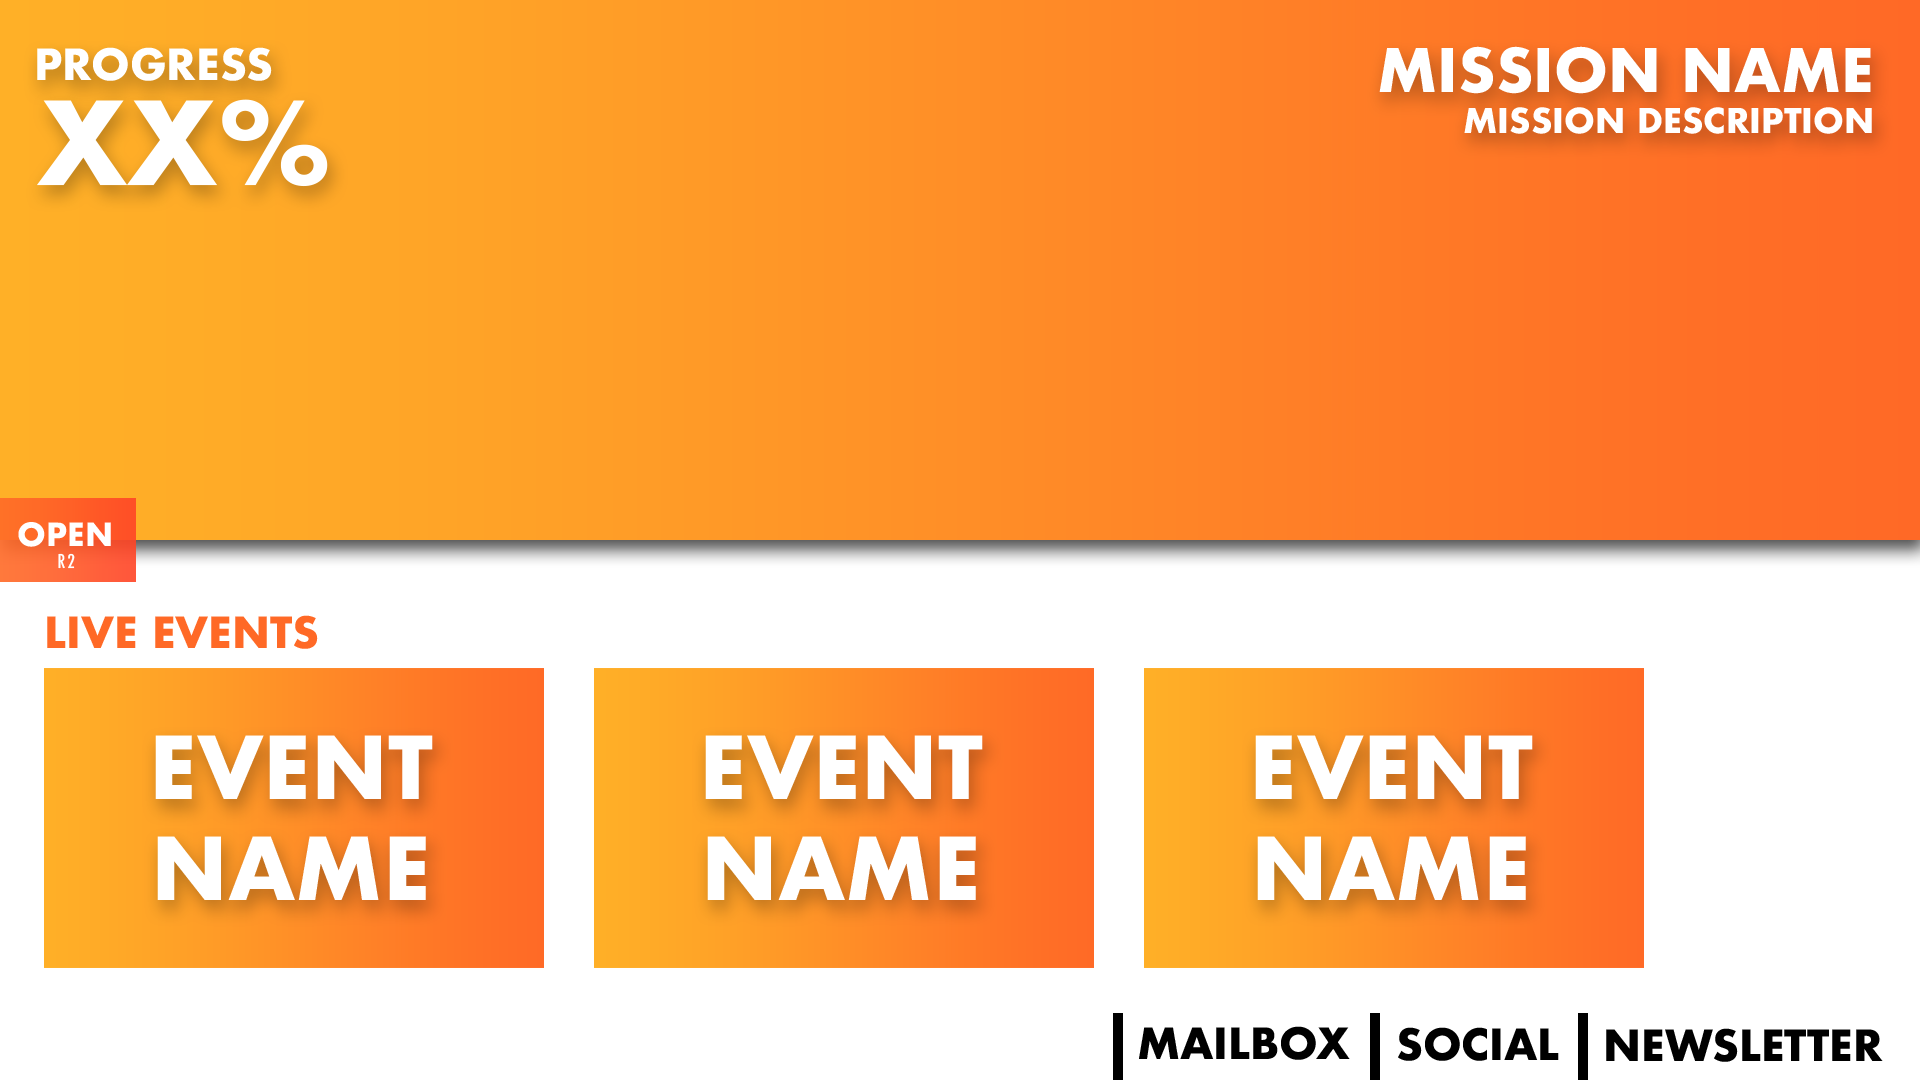 PROGRESS
XX%
MISSION NAME
MISSION DESCRIPTION
OPEN
R2
LIVE EVENTS
EVENT
NAME
EVENT
NAME
EVENT
NAME
MAILBOX
SOCIAL
NEWSLETTER